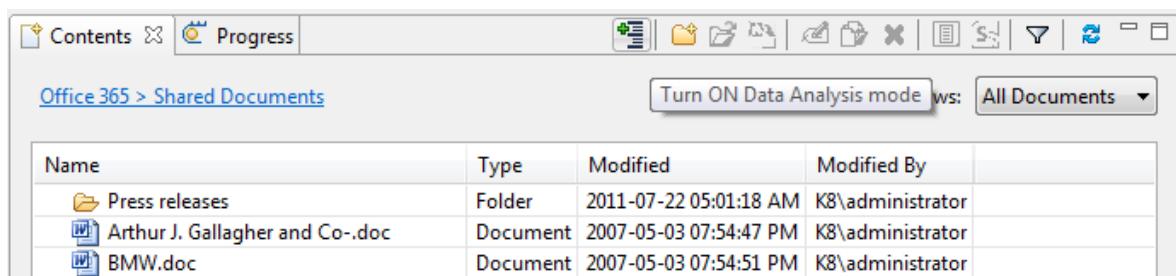 Contents Progress
Office 365 > Shared Documents Turn ON Data Analysis mode ws: All Documents
Name Type Modified Modified By
Press releases Folder 2011-07-22 05:01:18 AM K8\administrator
Arthur J. Gallagher and Co-.doc Document 2007-05-03 07:54:47 PM K8\administrator
BMW.doc Document 2007-05-03 07:54:51 PM K8\administrator